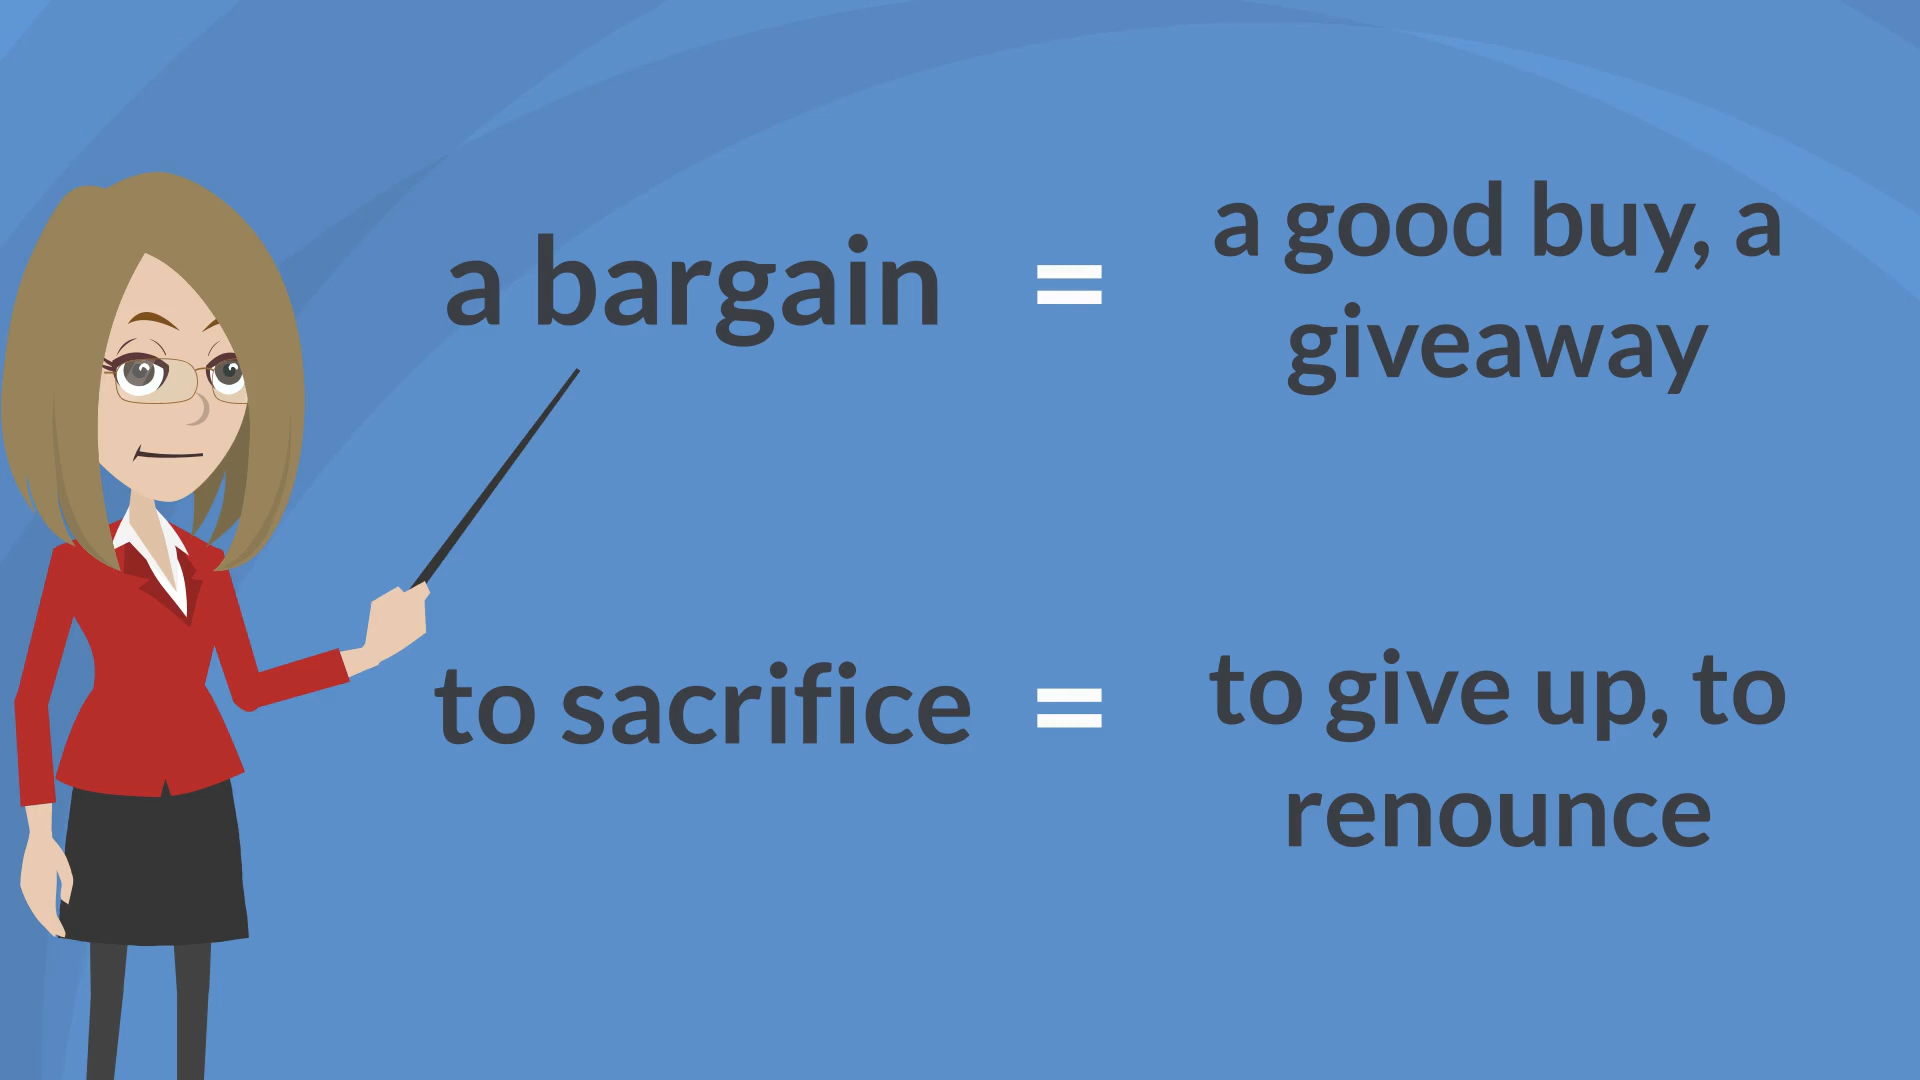 a bargain = a good buy, a
giveaway
to sacrifice = to give up, to
renounce